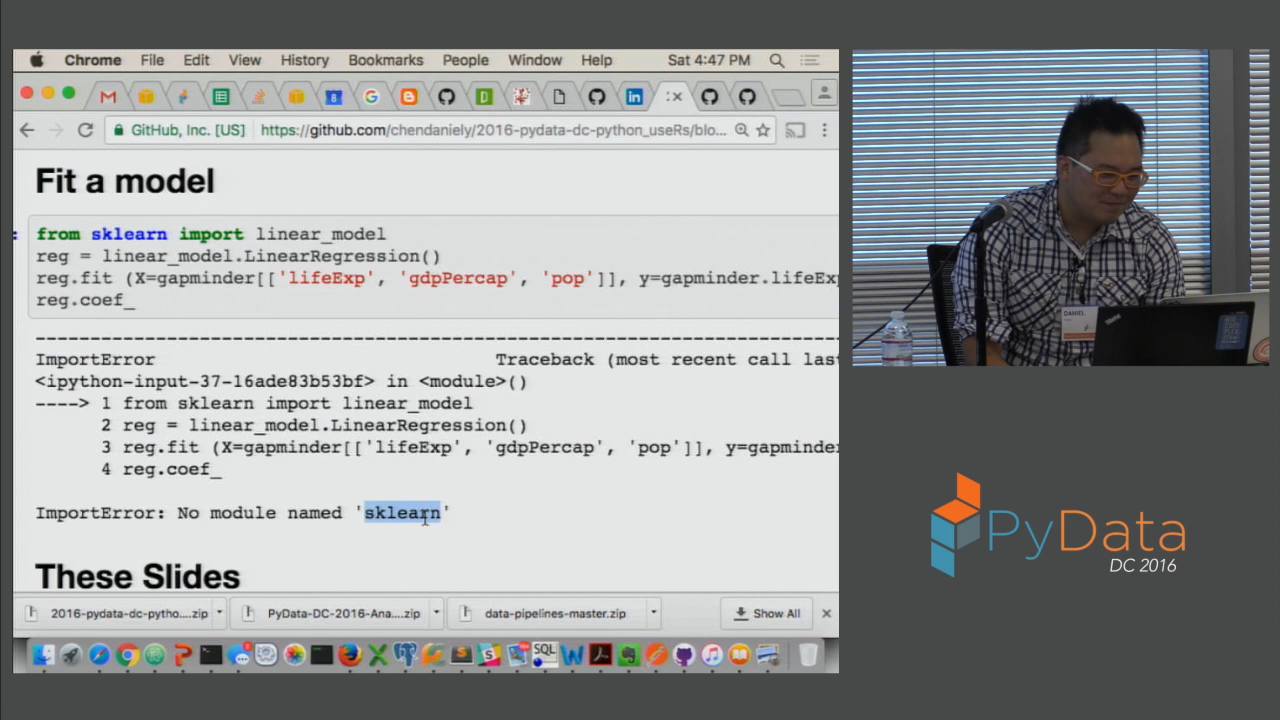 Chrome File Edit View History Bookmarks People Window Help Sat 4:47 PM
GitHub, Inc. [US] https://github.com/chendaniely/2016-pydata-dc-python_useRs/blo...
Fit a model
: from sklearn import linear_model
reg = linear_model.LinearRegression()
reg.fit (X=gapminder[['lifeExp', 'gdpPercap', 'pop']], y=gapminder.lifeExp
reg.coef_
---------------------------------------------------------------------------
ImportError Traceback (most recent call las
<ipython-input-37-16ade83b53bf> in <module>()
----> 1 from sklearn import linear_model
2 reg = linear_model.LinearRegression()
3 reg.fit (X=gapminder[['lifeExp', 'gdpPercap', 'pop']], y=gapminder
4 reg.coef_
ImportError: No module named 'sklearn'
These Slides
2016-pydata-dc-pytho....zip
PyData-DC-2016-Ana....zip
data-pipelines-master.zip
Show All
SQL
DANIEL
PyData
DC 2016